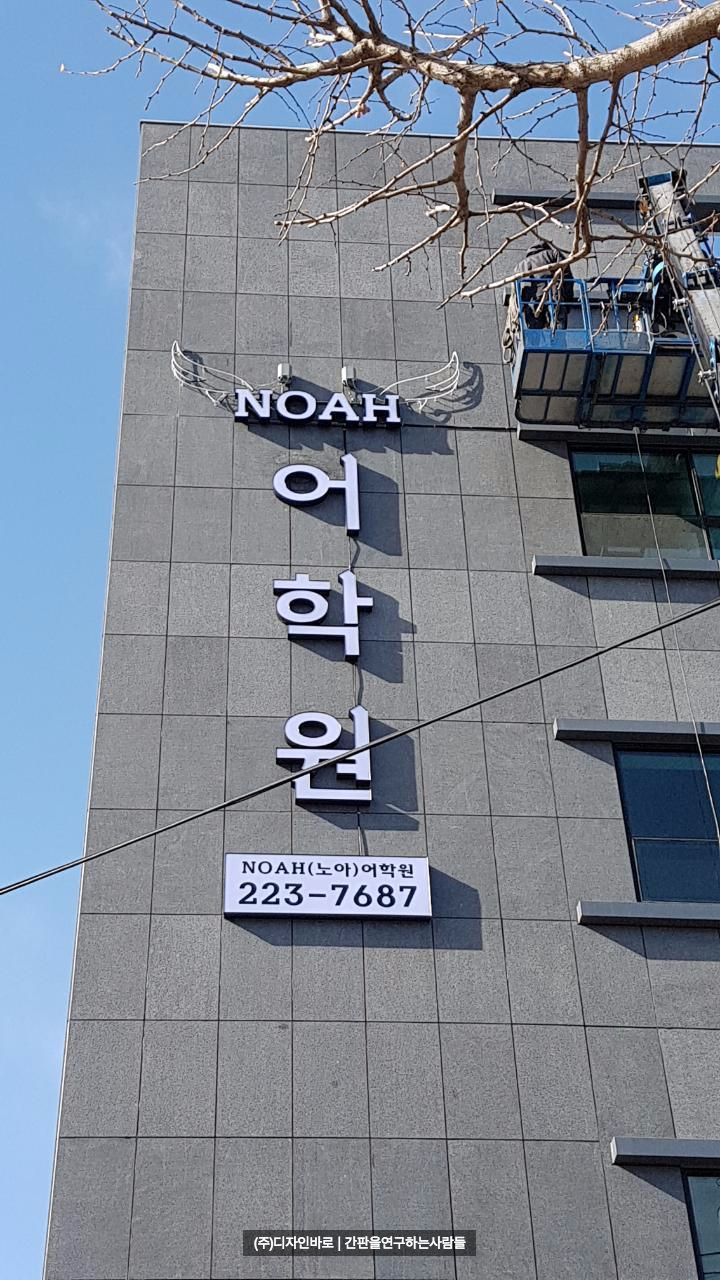 NOAH
어
학
원
NOAH(노아)어학원
223-7687
(주)디자인바로 | 간판을연구하는사람들